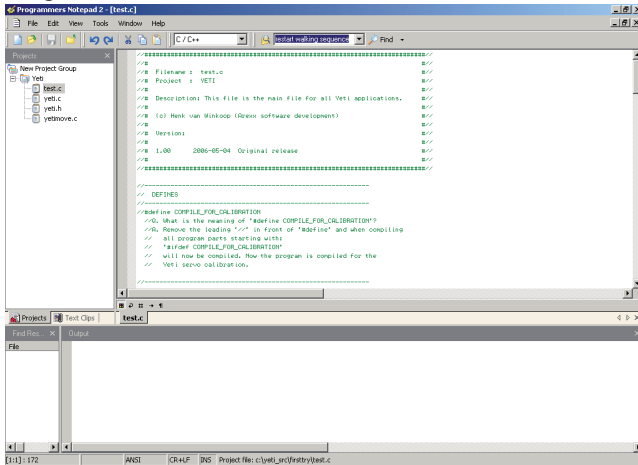 Programmers Notepad 2 - [test.c]
File Edit View Tools Window Help
C / C++ restart walking sequence Find
Projects
New Project Group
Yeti
test.c
yeti.c
yeti.h
yetimove.c
//##############################################################################//
//# #//
//# Filename : test.c #//
//# Project : YETI #//
//# #//
//# Description: This file is the main file for all Yeti applications. #//
//# #//
//# (c) Henk van Winkoop (Arexx software development) #//
//# #//
//# Version: #//
//# #//
//# 1.00 2006-05-04 Original release #//
//# #//
//##############################################################################//
//--------------------------------------------------------------
// DEFINES
//--------------------------------------------------------------
//#define COMPILE_FOR_CALIBRATION
//Q. What is the meaning of "#define COMPILE_FOR_CALIBRATION"?
//A. Remove the leading "//" in front of "#define" and when compiling
// all program parts starting with:
// "#ifdef COMPILE_FOR_CALIBRATION"
// will now be compiled. Now the program is compiled for the
// Yeti servo calibration.
//--------------------------------------------------------------
Projects Text Clips test.c
Find Res... Output
File
[1:1] : 172 ANSI CR+LF INS Project file: c:\yeti_src\firsttry\test.c